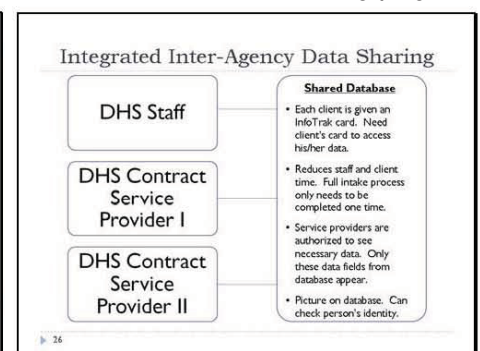 Integrated Inter-Agency Data Sharing
DHS Staff
DHS Contract
Service
Provider I
DHS Contract
Service
Provider II
Shared Database
• Each client is given an
InfoTrak card. Need
client's card to access
his/her data.
• Reduces staff and client
time. Full intake process
only needs to be
completed one time.
• Service providers are
authorized to see
necessary data. Only
these data fields from
database appear.
• Picture on database. Can
check person's identity.
26